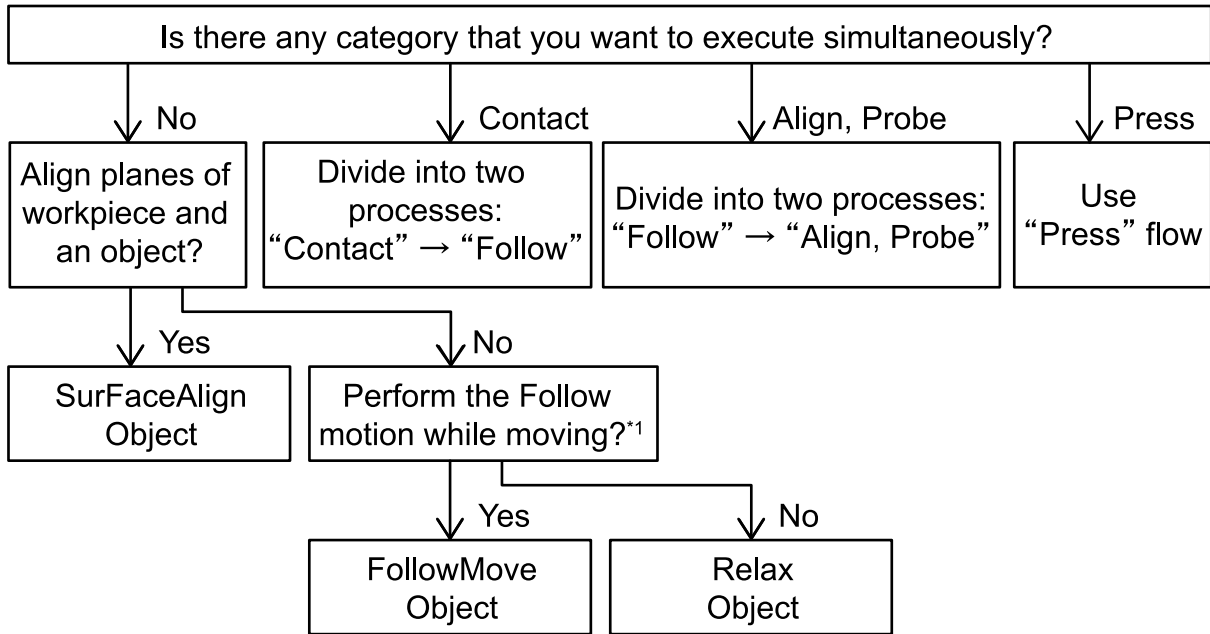 Is there any category that you want to execute simultaneously?
No
Contact
Align, Probe
Press
Align planes of
workpiece and
an object?
Divide into two
processes:
“Contact” → “Follow”
Divide into two processes:
“Follow” → “Align, Probe”
Use
“Press” flow
Yes
No
SurFaceAlign
Object
Perform the Follow
motion while moving?*1
Yes
No
FollowMove
Object
Relax
Object